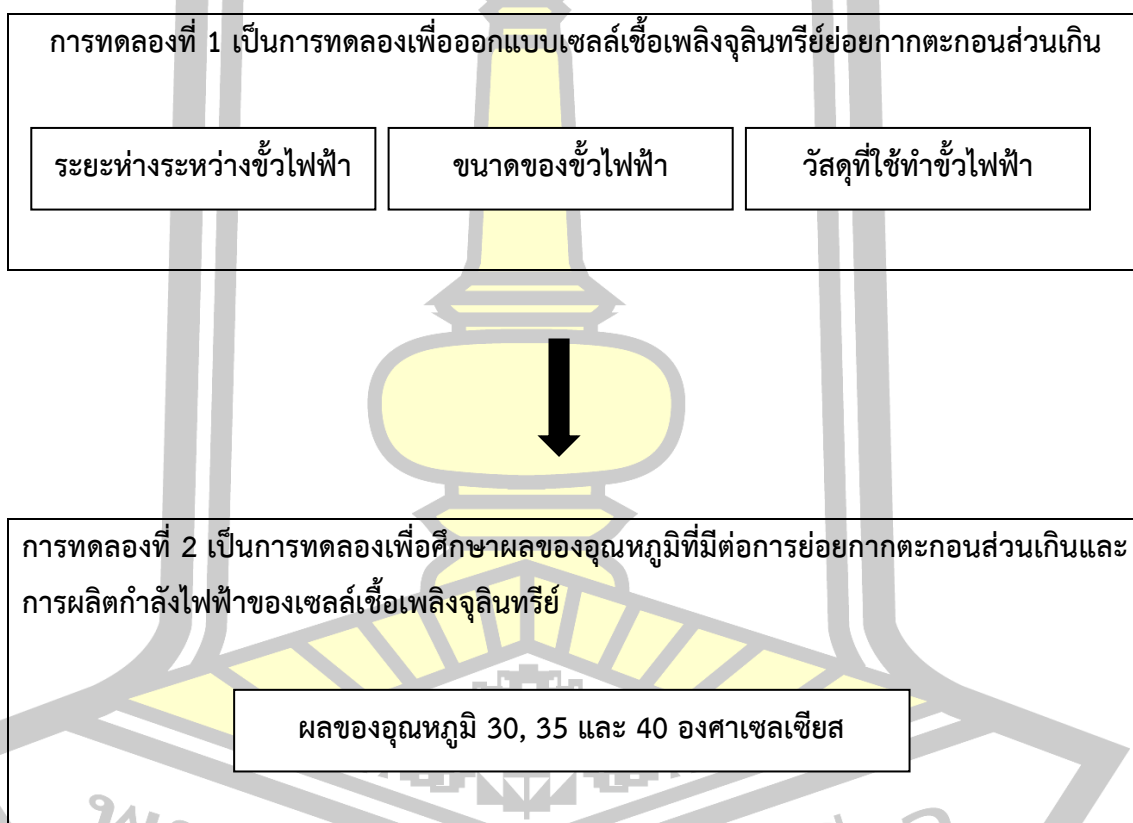 การทดลองที่ 1 เป็นการทดลองเพื่อออกแบบเซลล์เชื้อเพลิงจุลินทรีย์ย่อยกากตะกอนส่วนเกิน
ระยะห่างระหว่างขั้วไฟฟ้า
ขนาดของขั้วไฟฟ้า
วัสดุที่ใช้ทำขั้วไฟฟ้า
การทดลองที่ 2 เป็นการทดลองเพื่อศึกษาผลของอุณหภูมิที่มีต่อการย่อยกากตะกอนส่วนเกินและ
การผลิตกำลังไฟฟ้าของเซลล์เชื้อเพลิงจุลินทรีย์
ผลของอุณหภูมิ 30, 35 และ 40 องศาเซลเซียส